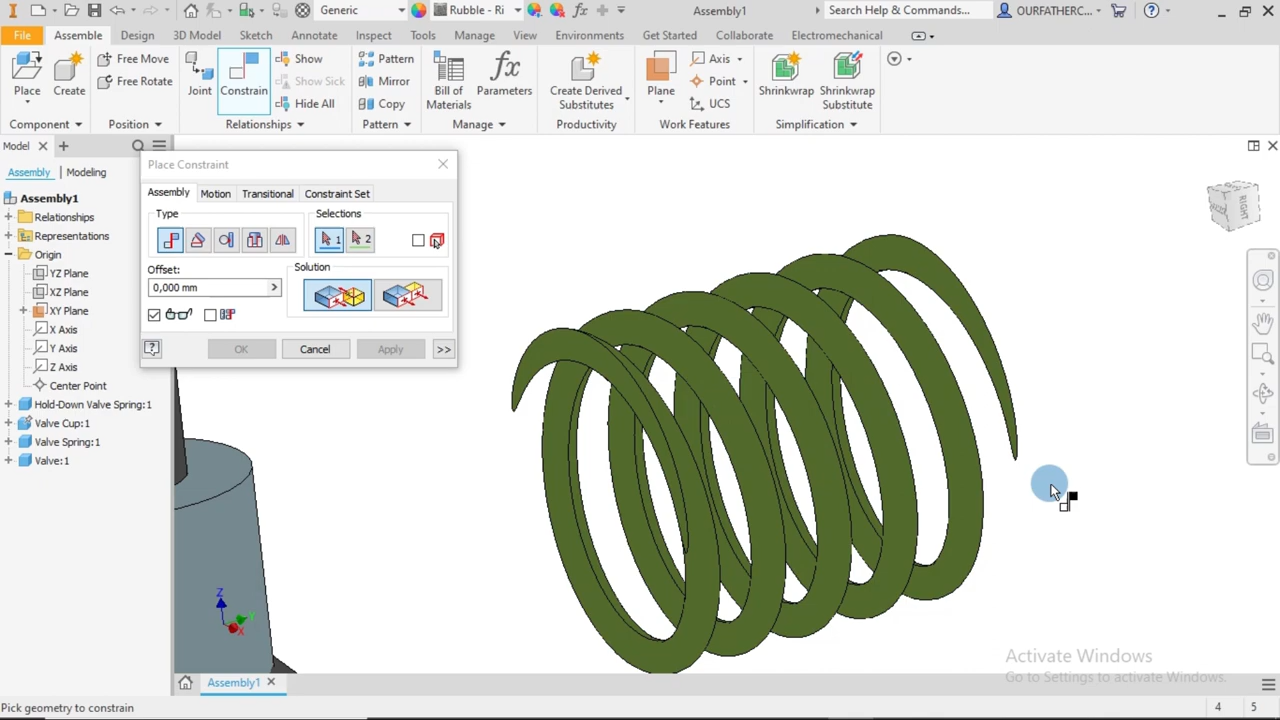 Generic
Rubble - Ri
Assembly1
Search Help & Commands...
OURFATHERC...
File
Assemble
Design
3D Model
Sketch
Annotate
Inspect
Tools
Manage
View
Environments
Get Started
Collaborate
Electromechanical
Place
Create
Component
Free Move
Free Rotate
Position
Joint
Constrain
Show
Show Sick
Hide All
Relationships
Pattern
Mirror
Copy
Pattern
Bill of
Materials
fx
Parameters
Manage
Create Derived
Substitutes
Productivity
Plane
Axis
Point
UCS
Work Features
Shrinkwrap
Shrinkwrap
Substitute
Simplification
Model
Assembly
Modeling
Assembly1
Relationships
Representations
Origin
YZ Plane
XZ Plane
XY Plane
X Axis
Y Axis
Z Axis
Center Point
Hold-Down Valve Spring:1
Valve Cup:1
Valve Spring:1
Valve:1
Place Constraint
Assembly
Motion
Transitional
Constraint Set
Type
Selections
1
2
Offset:
0,000 mm
Solution
OK
Cancel
Apply
>>
RIGHT
Z
Y
X
Activate Windows
Go to Settings to activate Windows.
Assembly1
Pick geometry to constrain
4
5